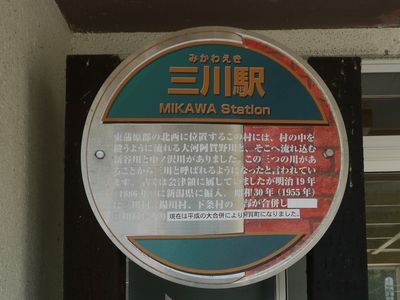 みかわえき
三川駅
MIKAWA Station
東蒲原郡の北西に位置するこの村には、村の中を
縫うように流れる大河阿賀野川と、そこへ流れ込む
新谷川と中ノ沢川がありました。この三つの川があ
ることから三川と呼ばれるようになったと言われてい
ます。古くは会津領に属していましたが明治19年
(1886年)に新潟県に編入、昭和30年(1955年)
に三川村、揚川村、下条村の一部が合併し
現在は平成の大合併により阿賀町になりました。